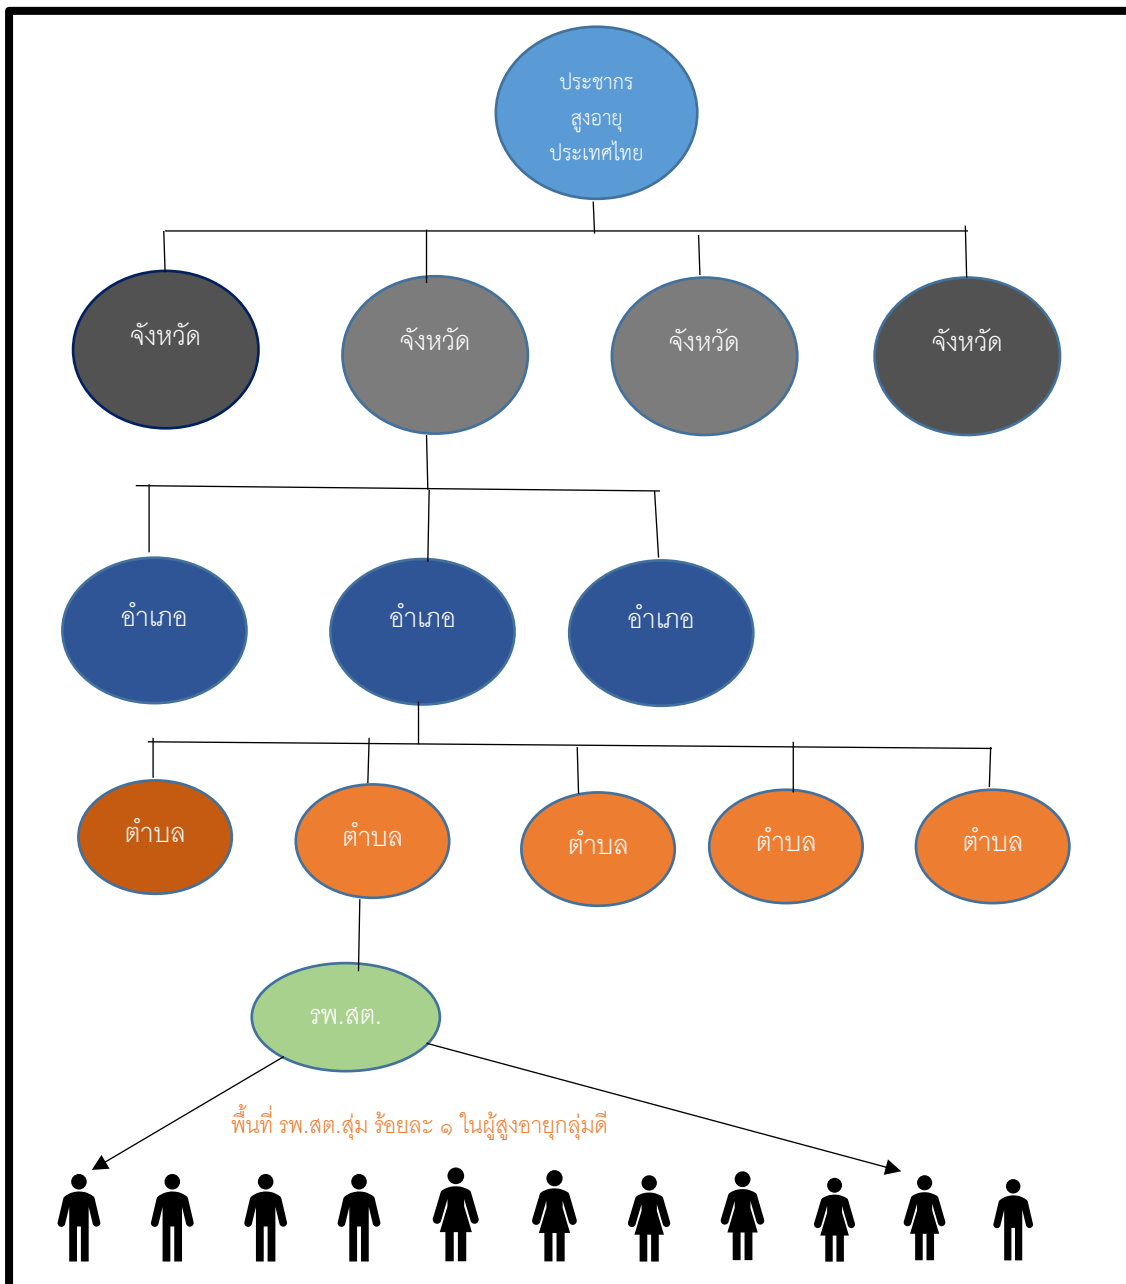 ประชากร
สูงอายุ
ประเทศไทย
จังหวัด
จังหวัด
จังหวัด
จังหวัด
อำเภอ
อำเภอ
อำเภอ
ตำบล
ตำบล
ตำบล
ตำบล
ตำบล
รพ.สต.
พื้นที่ รพ.สต.สุ่ม ร้อยละ ๑ ในผู้สูงอายุกลุ่มดี